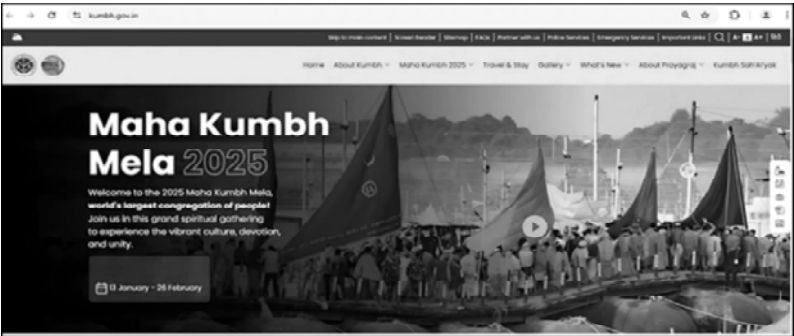 kumbh.gov.in
Skip to main content | Screen Reader | Sitemap | FAQs | Partner with us | Police Services | Emergency Services | Important Links | A- A A+ |
Home About Kumbh Maha Kumbh 2025 Travel & Stay Gallery What's New About Prayagraj Kumbh Sah'AI'yak
Maha Kumbh
Mela 2025
Welcome to the 2025 Maha Kumbh Mela,
world's largest congregation of people!
Join us in this grand spiritual gathering
to experience the vibrant culture, devotion,
and unity.
13 January - 26 February